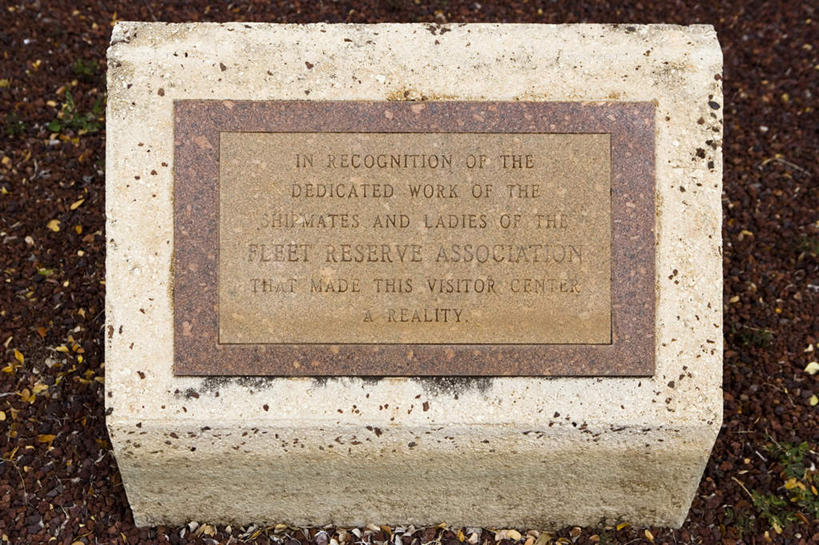 IN RECOGNITION OF THE
DEDICATED WORK OF THE
SHIPMATES AND LADIES OF THE
FLEET RESERVE ASSOCIATION
THAT MADE THIS VISITOR CENTER
A REALITY.